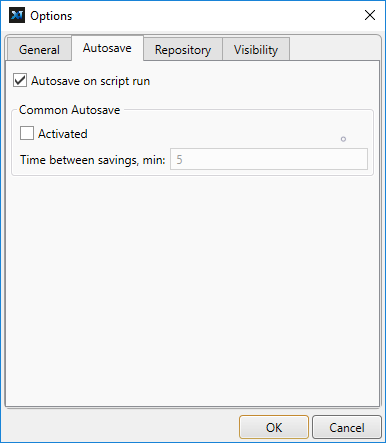 Options
General
Autosave
Repository
Visibility
Autosave on script run
Common Autosave
Activated
Time between savings, min: 5
OK
Cancel